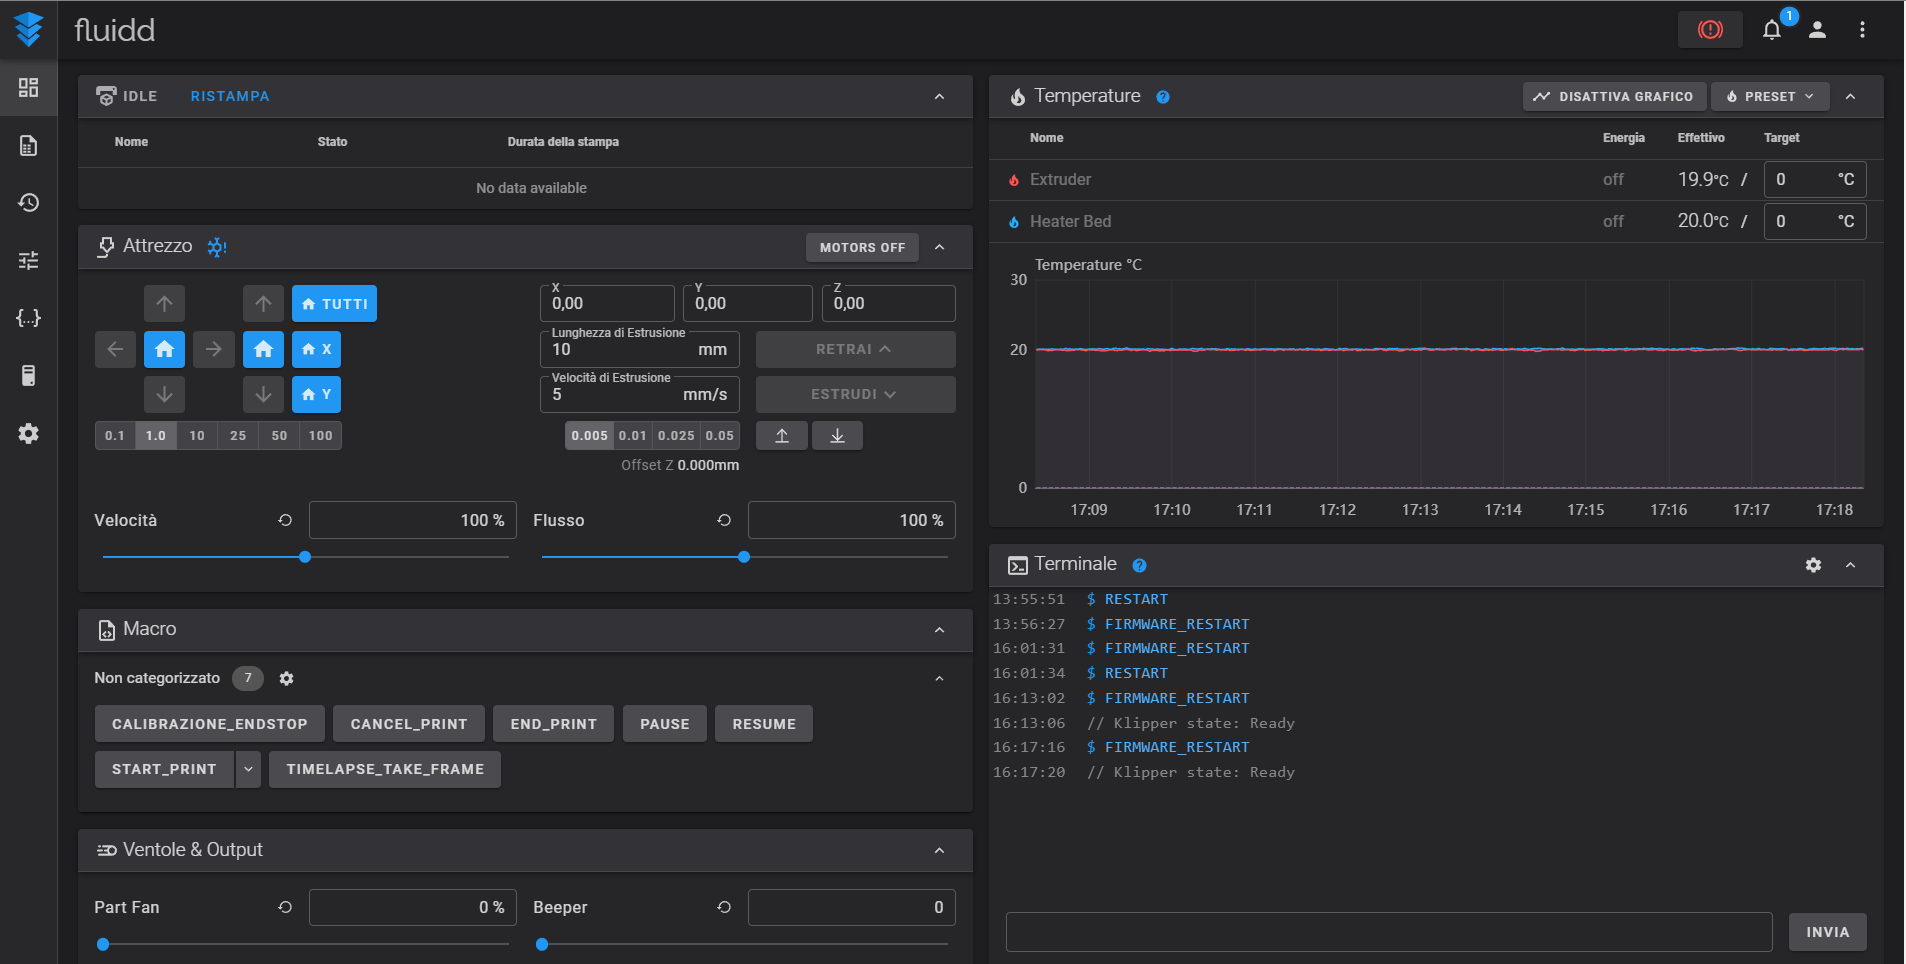 fluidd
1
IDLE RISTAMPA
Nome Stato Durata della stampa
No data available
Attrezzo MOTORS OFF
TUTTI
X
Y
0.1 1.0 10 25 50 100
X 0,00 Y 0,00 Z 0,00
Lunghezza di Estrusione
10 mm RETRAI
Velocità di Estrusione
5 mm/s ESTRUDI
0.005 0.01 0.025 0.05
Offset Z 0.000mm
Velocità 100 % Flusso 100 %
Macro
Non categorizzato 7
CALIBRAZIONE_ENDSTOP CANCEL_PRINT END_PRINT PAUSE RESUME
START_PRINT TIMELAPSE_TAKE_FRAME
Ventole & Output
Part Fan 0 % Beeper 0
Temperature ? DISATTIVA GRAFICO PRESET
Nome Energia Effettivo Target
Extruder off 19.9°C / 0 °C
Heater Bed off 20.0°C / 0 °C
Temperature °C
30
20
0
17:09 17:10 17:11 17:12 17:13 17:14 17:15 17:16 17:17 17:18
Terminale ?
13:55:51 $ RESTART
13:56:27 $ FIRMWARE_RESTART
16:01:31 $ FIRMWARE_RESTART
16:01:34 $ RESTART
16:13:02 $ FIRMWARE_RESTART
16:13:06 // Klipper state: Ready
16:17:16 $ FIRMWARE_RESTART
16:17:20 // Klipper state: Ready
INVIA